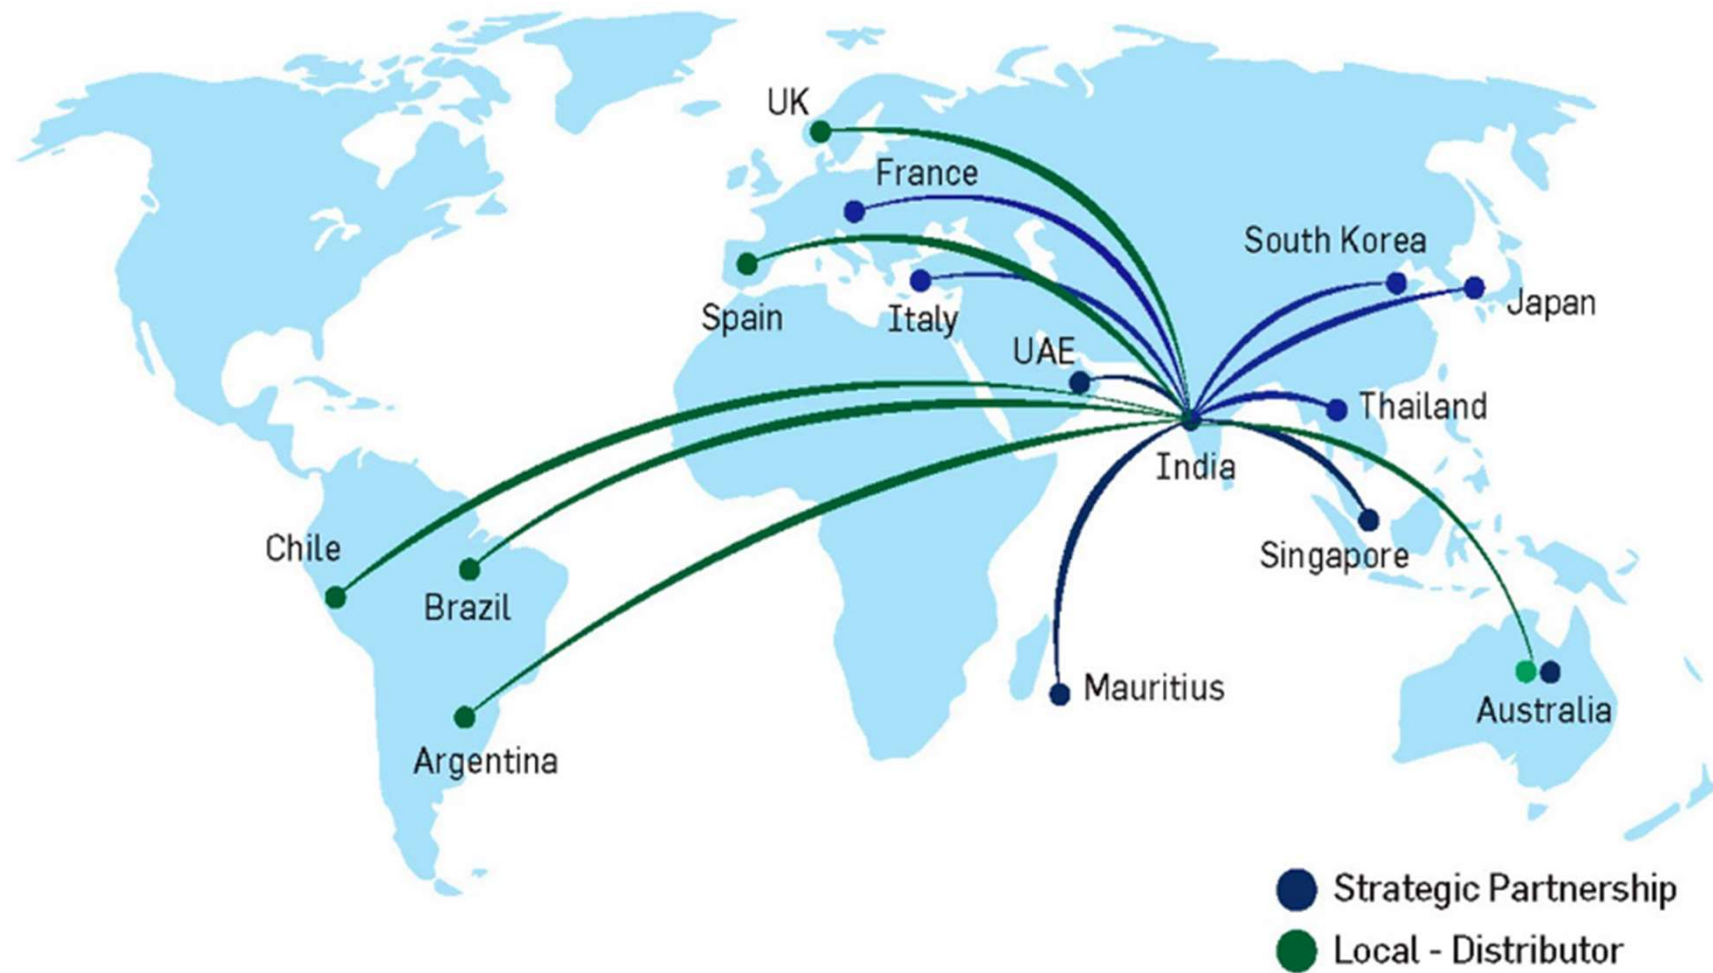 UK
France
South Korea
Japan
Spain
Italy
UAE
Thailand
India
Chile
Singapore
Brazil
Mauritius
Australia
Argentina
Strategic Partnership
Local - Distributor